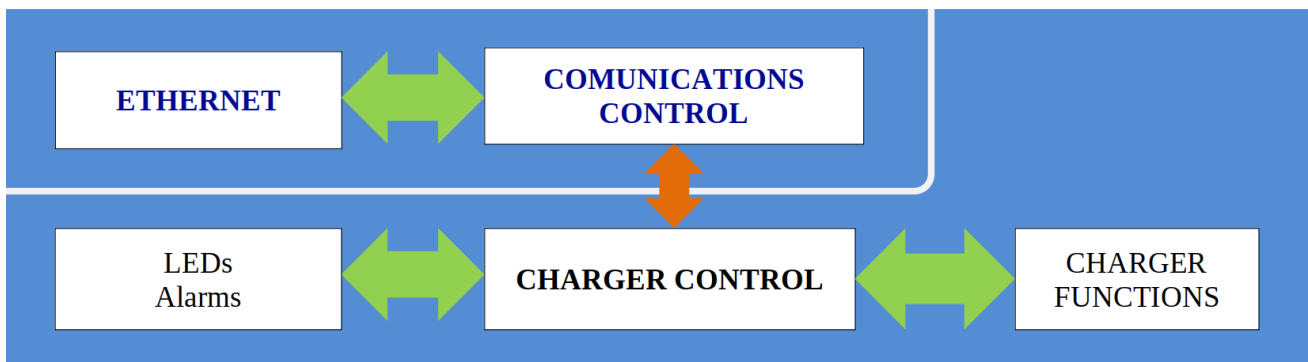 ETHERNET
COMUNICATIONS
CONTROL
LEDs
Alarms
CHARGER CONTROL
CHARGER
FUNCTIONS